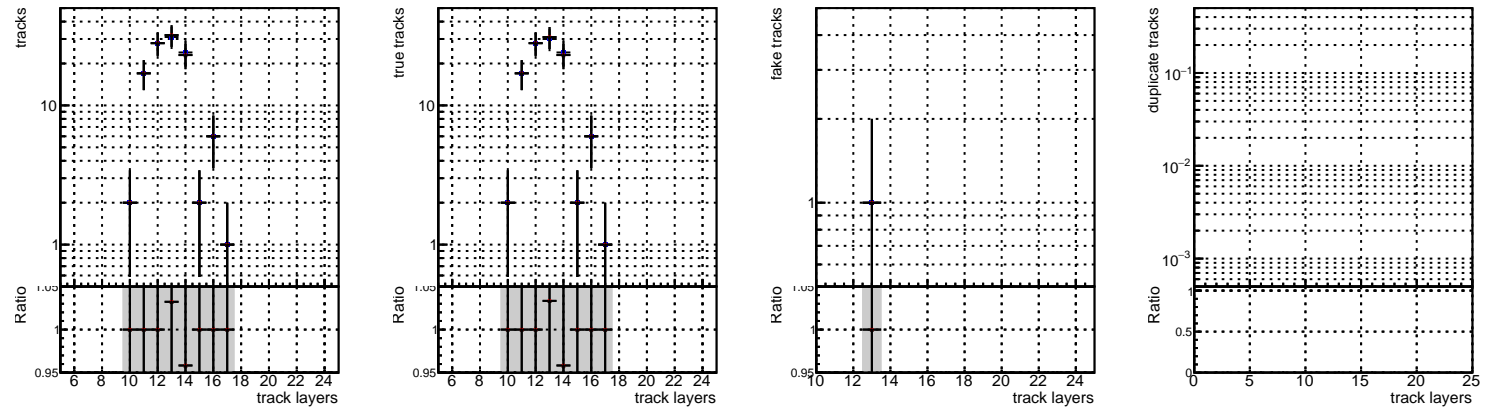 tracks
10
1
Ratio
1.05
1
0.95
6 8 10 12 14 16 18 20 22 24
track layers
true tracks
10
1
Ratio
1.05
1
0.95
6 8 10 12 14 16 18 20 22 24
track layers
fake tracks
1
Ratio
1.05
1
0.95
10 12 14 16 18 20 22 24
track layers
duplicate tracks
10⁻¹
10⁻²
10⁻³
Ratio
1
0.5
0
0 5 10 15 20 25
track layers